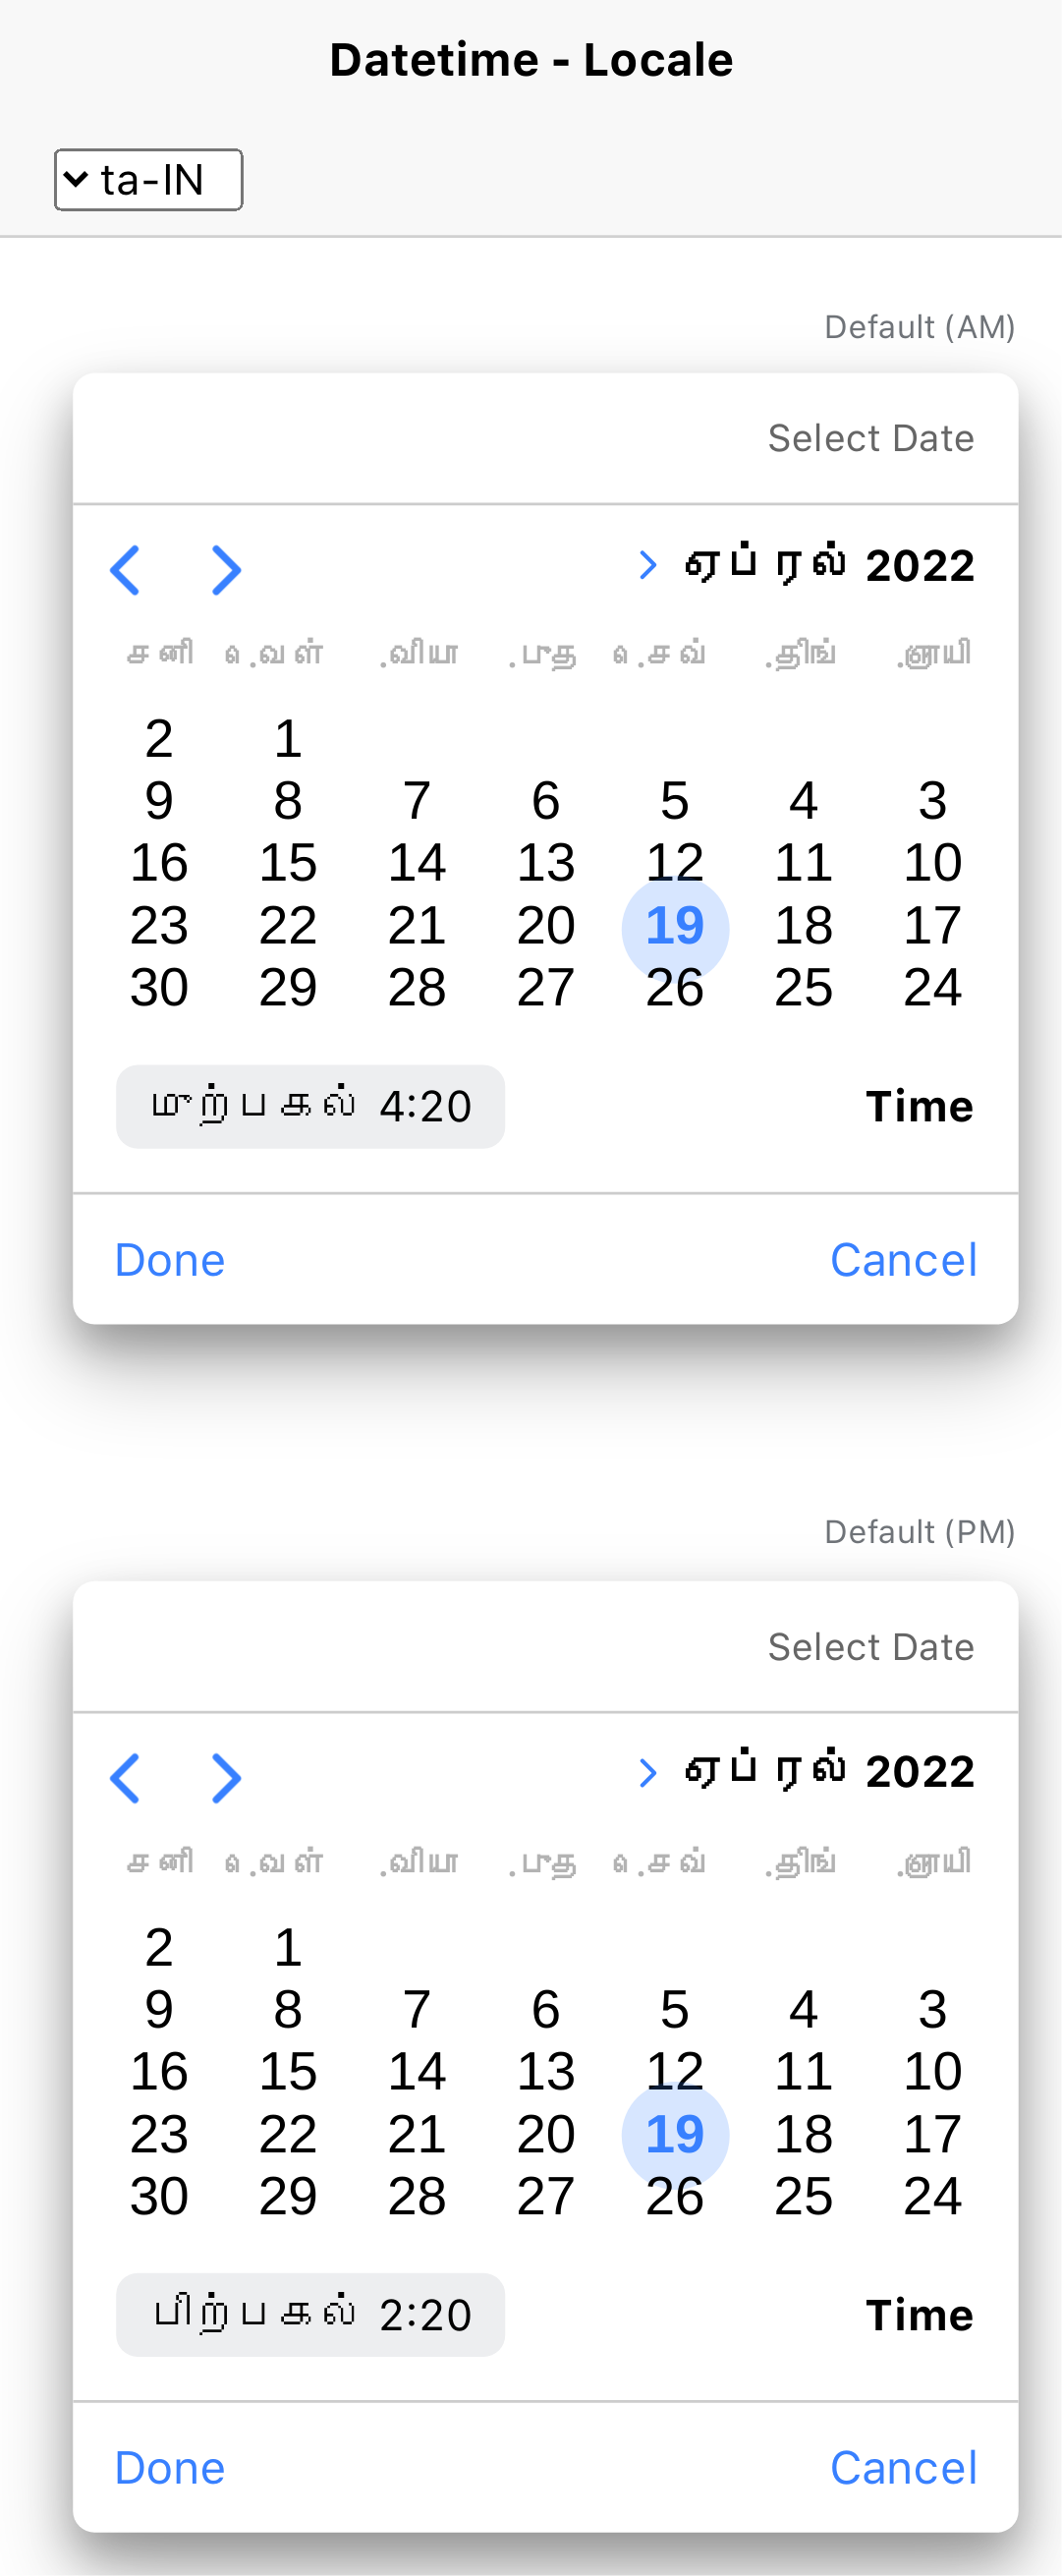 Datetime - Locale
ta-IN
Default (AM)
Select Date
ஏப்ரல் 2022
சனி வெள். வியா. புத. செவ். திங். ஞாயி.
2 1
9 8 7 6 5 4 3
16 15 14 13 12 11 10
23 22 21 20 19 18 17
30 29 28 27 26 25 24
முற்பகல் 4:20 Time
Done Cancel
Default (PM)
Select Date
ஏப்ரல் 2022
சனி வெள். வியா. புத. செவ். திங். ஞாயி.
2 1
9 8 7 6 5 4 3
16 15 14 13 12 11 10
23 22 21 20 19 18 17
30 29 28 27 26 25 24
பிற்பகல் 2:20 Time
Done Cancel